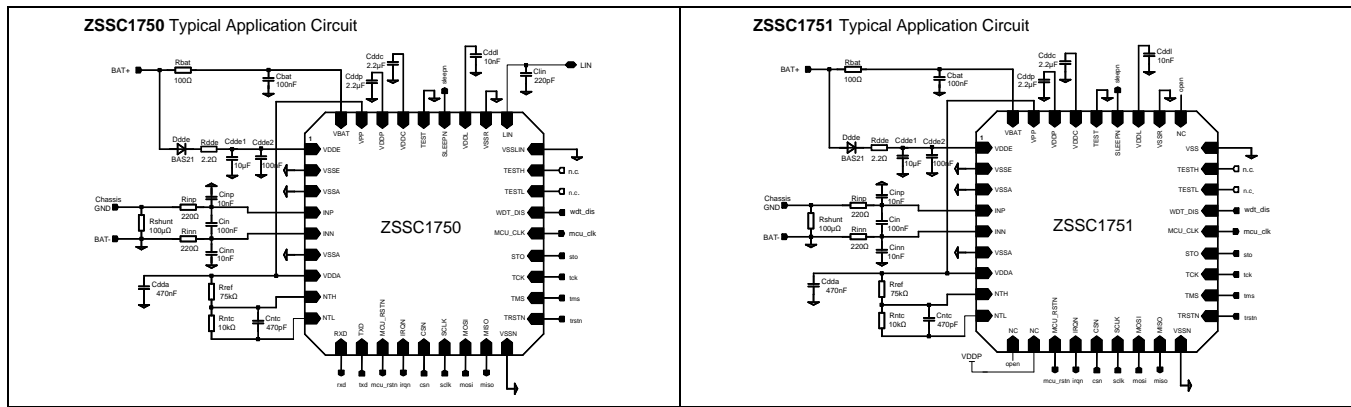 ZSSC1750 Typical Application Circuit
BAT+
Rbat
100Ω
Cbat
100nF
Cddp
2.2µF
Cddc
2.2µF
sleepn
Cddl
10nF
Clin
220pF
LIN
VBAT
VPP
VDDP
VDDC
TEST
SLEEPN
VDDL
VSSR
LIN
Ddde
BAS21
Rdde
2.2Ω
Cdde1
10µF
Cdde2
100nF
1
VDDE
VSSE
VSSA
INP
INN
VSSA
VDDA
NTH
NTL
Chassis
GND
BAT-
Rshunt
100µΩ
Rinp
220Ω
Rinn
220Ω
Cinp
10nF
Cin
100nF
Cinn
10nF
Cdda
470nF
Rref
75kΩ
Rntc
10kΩ
Cntc
470pF
ZSSC1750
VSSLIN
TESTH
n.c.
TESTL
n.c.
WDT_DIS
wdt_dis
MCU_CLK
mcu_clk
STO
sto
TCK
tck
TMS
tms
TRSTN
trstn
RXD
TXD
MCU_RSTN
IRQN
CSN
SCLK
MOSI
MISO
VSSN
rxd
txd
mcu_rstn
irqn
csn
sclk
mosi
miso
ZSSC1751 Typical Application Circuit
BAT+
Rbat
100Ω
Cbat
100nF
Cddp
2.2µF
Cddc
2.2µF
sleepn
Cddl
10nF
open
VBAT
VPP
VDDP
VDDC
TEST
SLEEPN
VDDL
VSSR
NC
Ddde
BAS21
Rdde
2.2Ω
Cdde1
10µF
Cdde2
100nF
1
VDDE
VSSE
VSSA
INP
INN
VSSA
VDDA
NTH
NTL
Chassis
GND
BAT-
Rshunt
100µΩ
Rinp
220Ω
Rinn
220Ω
Cinp
10nF
Cin
100nF
Cinn
10nF
Cdda
470nF
Rref
75kΩ
Rntc
10kΩ
Cntc
470pF
ZSSC1751
VSS
TESTH
n.c.
TESTL
n.c.
WDT_DIS
wdt_dis
MCU_CLK
mcu_clk
STO
sto
TCK
tck
TMS
tms
TRSTN
trstn
NC
NC
MCU_RSTN
IRQN
CSN
SCLK
MOSI
MISO
VSSN
VDDP
open
mcu_rstn
irqn
csn
sclk
mosi
miso